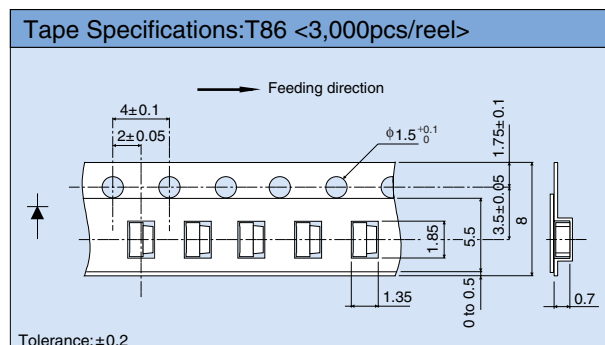 Tape Specifications:T86 <3,000pcs/reel>
Feeding direction
4±0.1
2±0.05
ϕ1.5 +0.1 0
1.75±0.1
3.5±0.05
8
5.5
1.85
1.35
0 to 0.5
0.7
Tolerance:±0.2